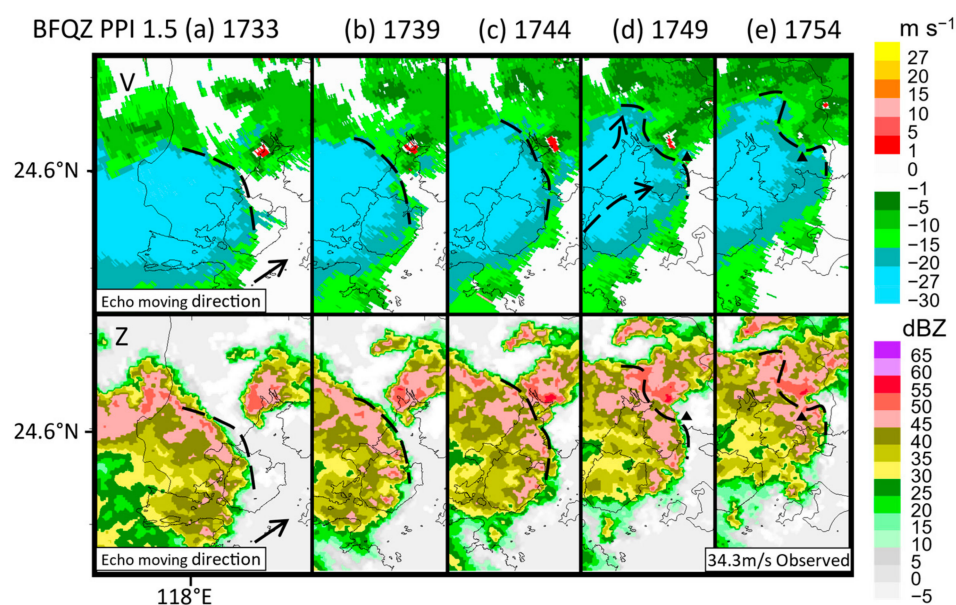 BFQZ PPI 1.5 (a) 1733 (b) 1739 (c) 1744 (d) 1749 (e) 1754 m s⁻¹
V
24.6°N
Echo moving direction
27
20
15
10
5
1
0
−1
−5
−10
−15
−20
−27
−30
Z
24.6°N
Echo moving direction
34.3m/s Observed
118°E
dBZ
65
60
55
50
45
40
35
30
25
20
15
10
5
0
−5